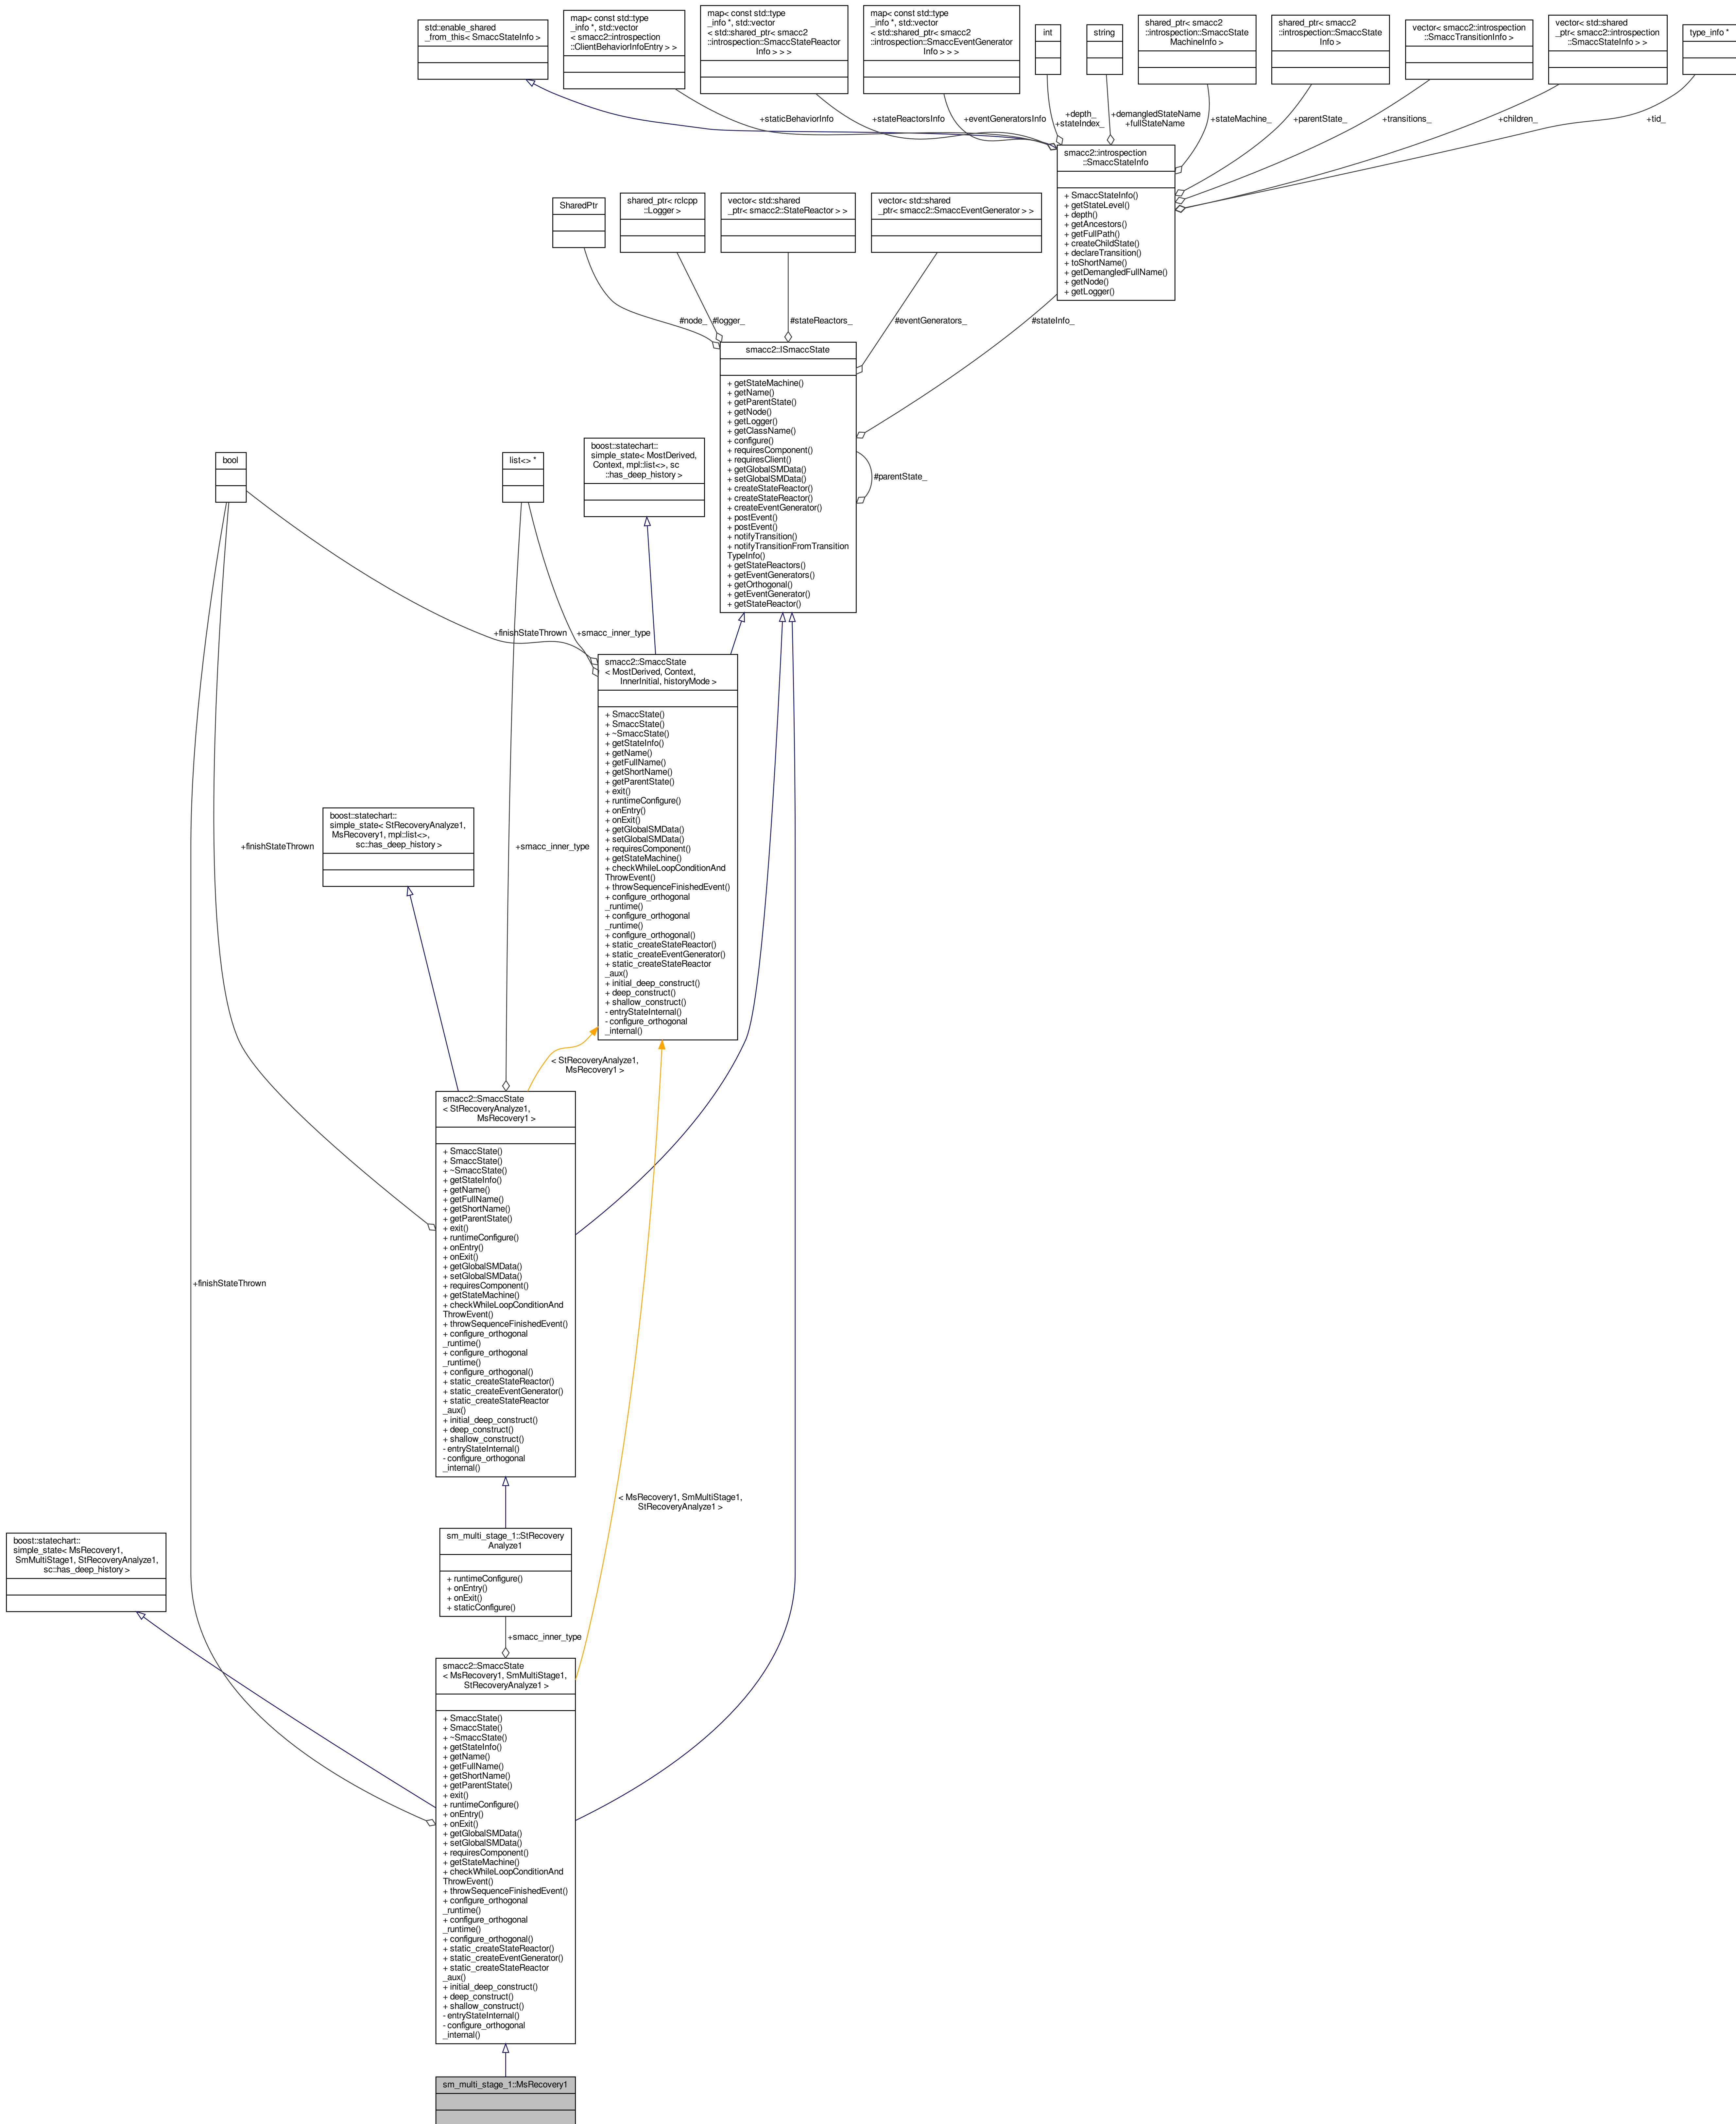 std::enable_shared
_from_this< SmaccStateInfo >
map< const std::type
_info *, std::vector
< smacc2::introspection
::ClientBehaviorInfoEntry > >
map< const std::type
_info *, std::vector
< std::shared_ptr< smacc2
::introspection::SmaccStateReactor
Info > > >
map< const std::type
_info *, std::vector
< std::shared_ptr< smacc2
::introspection::SmaccEventGenerator
Info > > >
int
string
shared_ptr< smacc2
::introspection::SmaccState
MachineInfo >
shared_ptr< smacc2
::introspection::SmaccState
Info >
vector< smacc2::introspection
::SmaccTransitionInfo >
vector< std::shared
_ptr< smacc2::introspection
::SmaccStateInfo > >
type_info *
+staticBehaviorInfo
+stateReactorsInfo
+eventGeneratorsInfo
+depth_
+stateIndex_
+demangledStateName
+fullStateName
+stateMachine_
+parentState_
+transitions_
+children_
+tid_
smacc2::introspection
::SmaccStateInfo
+ SmaccStateInfo()
+ getStateLevel()
+ depth()
+ getAncestors()
+ getFullPath()
+ createChildState()
+ declareTransition()
+ toShortName()
+ getDemangledFullName()
+ getNode()
+ getLogger()
SharedPtr
shared_ptr< rclcpp
::Logger >
vector< std::shared
_ptr< smacc2::StateReactor > >
vector< std::shared
_ptr< smacc2::SmaccEventGenerator > >
#node_
#logger_
#stateReactors_
#eventGenerators_
#stateInfo_
smacc2::ISmaccState
+ getStateMachine()
+ getName()
+ getParentState()
+ getNode()
+ getLogger()
+ getClassName()
+ configure()
+ requiresComponent()
+ requiresClient()
+ getGlobalSMData()
+ setGlobalSMData()
+ createStateReactor()
+ createStateReactor()
+ createEventGenerator()
+ postEvent()
+ postEvent()
+ notifyTransition()
+ notifyTransitionFromTransition
TypeInfo()
+ getStateReactors()
+ getEventGenerators()
+ getOrthogonal()
+ getEventGenerator()
+ getStateReactor()
#parentState_
bool
list<> *
boost::statechart::
simple_state< MostDerived,
Context, mpl::list<>, sc
::has_deep_history >
+finishStateThrown
+smacc_inner_type
smacc2::SmaccState
< MostDerived, Context,
InnerInitial, historyMode >
+ SmaccState()
+ SmaccState()
+ ~SmaccState()
+ getStateInfo()
+ getName()
+ getFullName()
+ getShortName()
+ getParentState()
+ exit()
+ runtimeConfigure()
+ onEntry()
+ onExit()
+ getGlobalSMData()
+ setGlobalSMData()
+ requiresComponent()
+ getStateMachine()
+ checkWhileLoopConditionAnd
ThrowEvent()
+ throwSequenceFinishedEvent()
+ configure_orthogonal
_runtime()
+ configure_orthogonal
_runtime()
+ configure_orthogonal()
+ static_createStateReactor()
+ static_createEventGenerator()
+ static_createStateReactor
_aux()
+ initial_deep_construct()
+ deep_construct()
+ shallow_construct()
- entryStateInternal()
- configure_orthogonal
_internal()
boost::statechart::
simple_state< StRecoveryAnalyze1,
MsRecovery1, mpl::list<>,
sc::has_deep_history >
+finishStateThrown
+smacc_inner_type
< StRecoveryAnalyze1,
MsRecovery1 >
smacc2::SmaccState
< StRecoveryAnalyze1,
MsRecovery1 >
+ SmaccState()
+ SmaccState()
+ ~SmaccState()
+ getStateInfo()
+ getName()
+ getFullName()
+ getShortName()
+ getParentState()
+ exit()
+ runtimeConfigure()
+ onEntry()
+ onExit()
+ getGlobalSMData()
+ setGlobalSMData()
+ requiresComponent()
+ getStateMachine()
+ checkWhileLoopConditionAnd
ThrowEvent()
+ throwSequenceFinishedEvent()
+ configure_orthogonal
_runtime()
+ configure_orthogonal
_runtime()
+ configure_orthogonal()
+ static_createStateReactor()
+ static_createEventGenerator()
+ static_createStateReactor
_aux()
+ initial_deep_construct()
+ deep_construct()
+ shallow_construct()
- entryStateInternal()
- configure_orthogonal
_internal()
+finishStateThrown
< MsRecovery1, SmMultiStage1,
StRecoveryAnalyze1 >
boost::statechart::
simple_state< MsRecovery1,
SmMultiStage1, StRecoveryAnalyze1,
sc::has_deep_history >
sm_multi_stage_1::StRecovery
Analyze1
+ runtimeConfigure()
+ onEntry()
+ onExit()
+ staticConfigure()
+smacc_inner_type
smacc2::SmaccState
< MsRecovery1, SmMultiStage1,
StRecoveryAnalyze1 >
+ SmaccState()
+ SmaccState()
+ ~SmaccState()
+ getStateInfo()
+ getName()
+ getFullName()
+ getShortName()
+ getParentState()
+ exit()
+ runtimeConfigure()
+ onEntry()
+ onExit()
+ getGlobalSMData()
+ setGlobalSMData()
+ requiresComponent()
+ getStateMachine()
+ checkWhileLoopConditionAnd
ThrowEvent()
+ throwSequenceFinishedEvent()
+ configure_orthogonal
_runtime()
+ configure_orthogonal
_runtime()
+ configure_orthogonal()
+ static_createStateReactor()
+ static_createEventGenerator()
+ static_createStateReactor
_aux()
+ initial_deep_construct()
+ deep_construct()
+ shallow_construct()
- entryStateInternal()
- configure_orthogonal
_internal()
sm_multi_stage_1::MsRecovery1